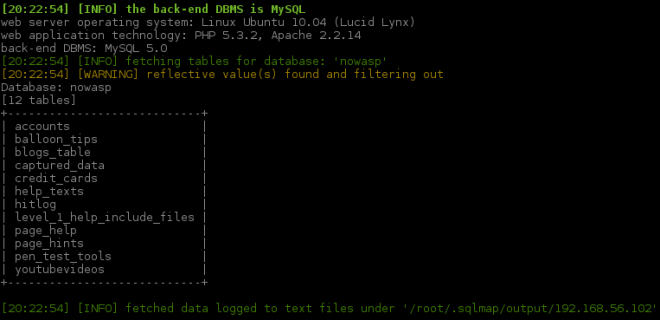 [20:22:54] [INFO] the back-end DBMS is MySQL
web server operating system: Linux Ubuntu 10.04 (Lucid Lynx)
web application technology: PHP 5.3.2, Apache 2.2.14
back-end DBMS: MySQL 5.0
[20:22:54] [INFO] fetching tables for database: 'nowasp'
[20:22:54] [WARNING] reflective value(s) found and filtering out
Database: nowasp
[12 tables]
+---------------------------+
| accounts                  |
| balloon_tips              |
| blogs_table               |
| captured_data             |
| credit_cards              |
| help_texts                |
| hitlog                    |
| level_1_help_include_files |
| page_help                 |
| page_hints                |
| pen_test_tools            |
| youtubevideos             |
+---------------------------+
[20:22:54] [INFO] fetched data logged to text files under '/root/.sqlmap/output/192.168.56.102'